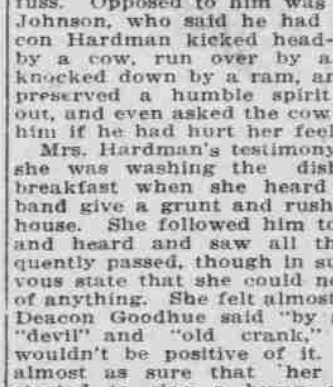 fuss. Opposed to him was
Johnson, who said he had
con Hardman kicked head-
by a cow, run over by a
knocked down by a ram, an
preserved a humble spirit
out, and even asked the cow
him if he had hurt her feel
Mrs. Hardman's testimony
she was washing the dish
breakfast when she heard
band give a grunt and rush
house. She followed him to
and heard and saw all th
quently passed, though in su
vous state that she could no
of anything. She felt almost
Deacon Goodhue said "by
"devil" and "old crank,"
wouldn't be positive of it.
almost as sure that her